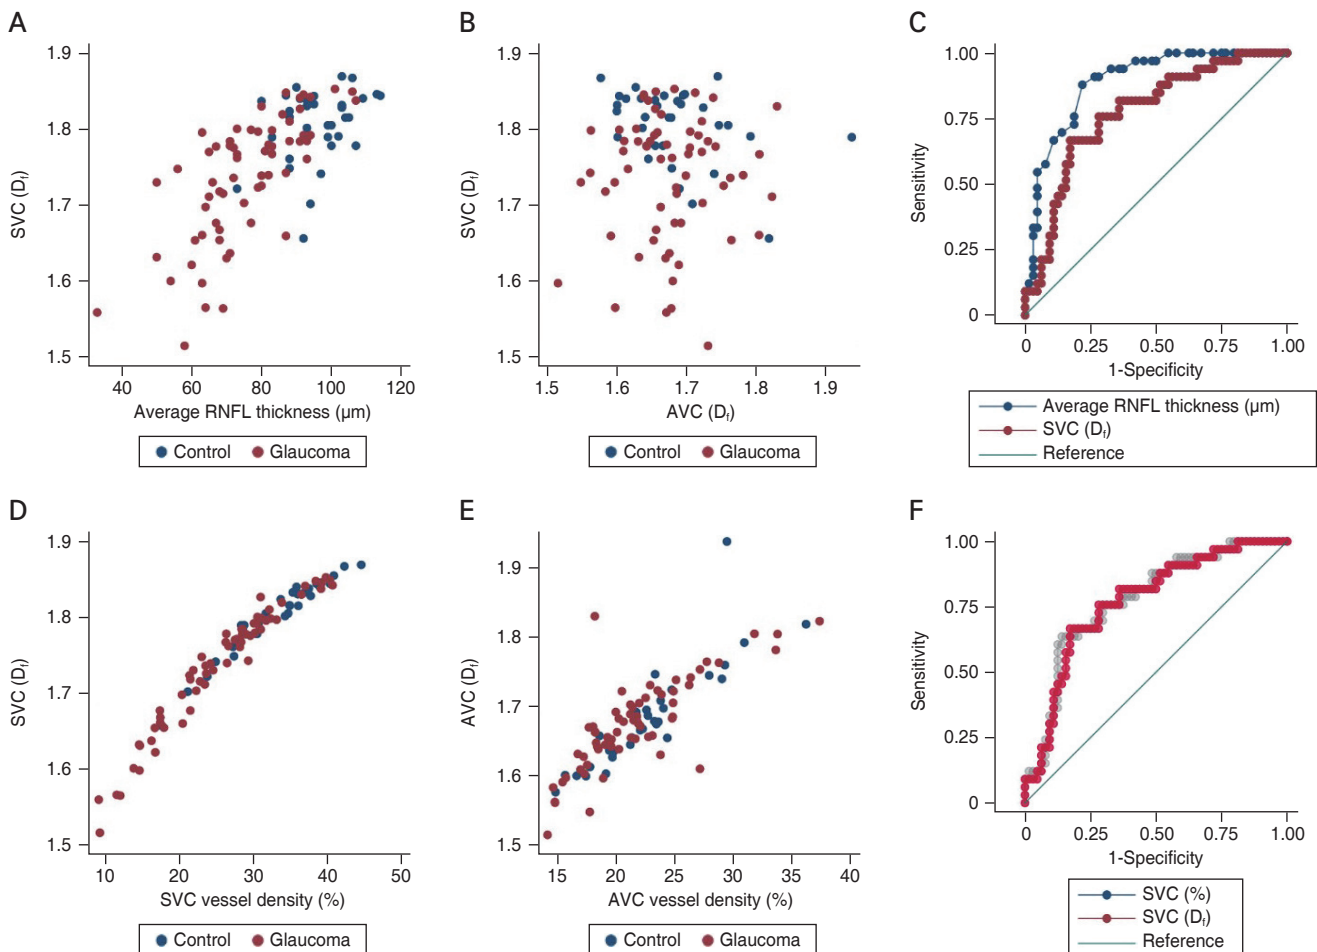 A
1.9
1.8
1.7
1.6
1.5
SVC (Df)
40 60 80 100 120
Average RNFL thickness (µm)
Control Glaucoma
B
1.9
1.8
1.7
1.6
1.5
SVC (Df)
1.5 1.6 1.7 1.8 1.9
AVC (Df)
Control Glaucoma
C
1.00
0.75
0.50
0.25
0
Sensitivity
0 0.25 0.50 0.75 1.00
1-Specificity
Average RNFL thickness (µm)
SVC (Df)
Reference
D
1.9
1.8
1.7
1.6
1.5
SVC (Df)
10 20 30 40 50
SVC vessel density (%)
Control Glaucoma
E
1.9
1.8
1.7
1.6
1.5
AVC (Df)
15 20 25 30 35 40
AVC vessel density (%)
Control Glaucoma
F
1.00
0.75
0.50
0.25
0
Sensitivity
0 0.25 0.50 0.75 1.00
1-Specificity
SVC (%)
SVC (Df)
Reference